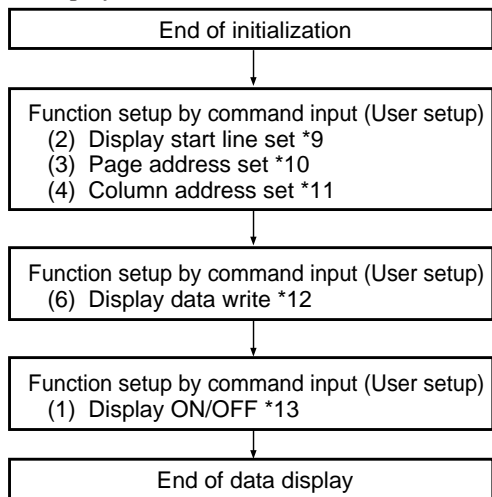 End of initialization
Function setup by command input (User setup)
(2) Display start line set *9
(3) Page address set *10
(4) Column address set *11
Function setup by command input (User setup)
(6) Display data write *12
Function setup by command input (User setup)
(1) Display ON/OFF *13
End of data display